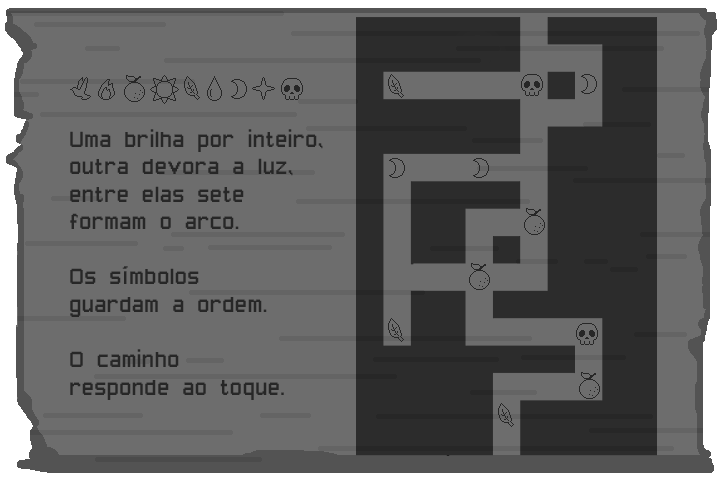 Uma brilha por inteiro,
outra devora a luz,
entre elas sete
formam o arco.
Os símbolos
guardam a ordem.
O caminho
responde ao toque.